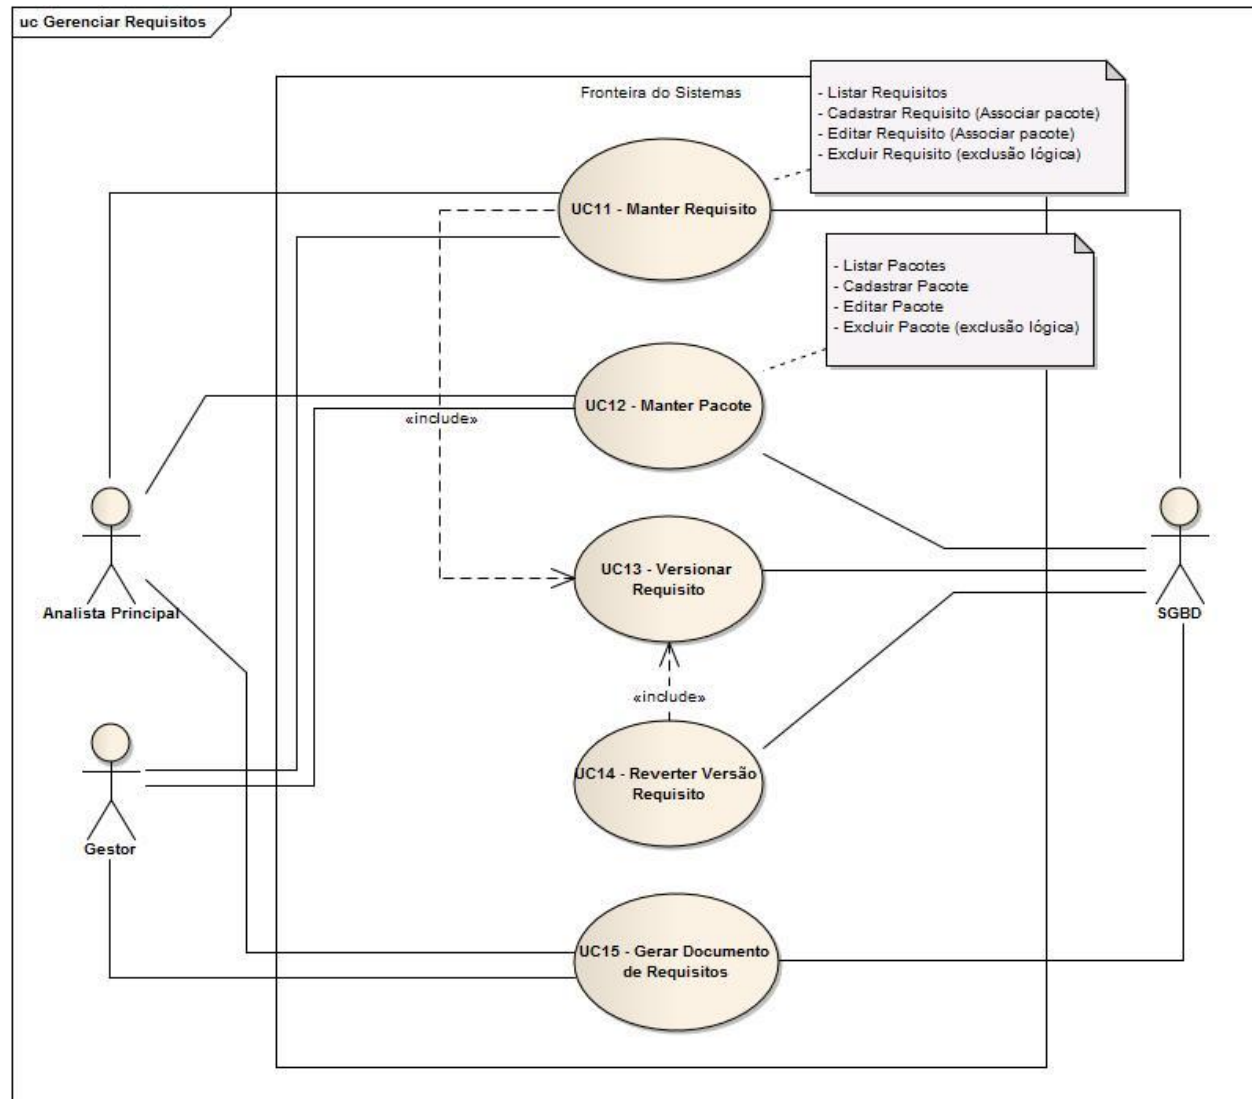 uc Gerenciar Requisitos
Fronteira do Sistemas
- Listar Requisitos
- Cadastrar Requisito (Associar pacote)
- Editar Requisito (Associar pacote)
- Excluir Requisito (exclusão lógica)
UC11 - Manter Requisito
- Listar Pacotes
- Cadastrar Pacote
- Editar Pacote
- Excluir Pacote (exclusão lógica)
UC12 - Manter Pacote
«include»
UC13 - Versionar
Requisito
Analista Principal
SGBD
«include»
UC14 - Reverter Versão
Requisito
Gestor
UC15 - Gerar Documento
de Requisitos